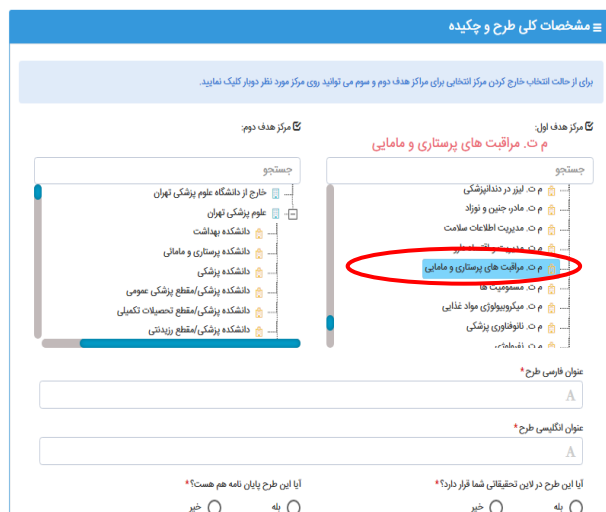 مشخصات کلی طرح و چکیده
برای از حالت انتخاب خارج کردن مرکز انتخابی برای مراکز هدف دوم و سوم می توانید روی مرکز مورد نظر دوبار کلیک نمایید.
مرکز هدف اول:
م ت. مراقبت های پرستاری و مامایی
جستجو
م ت. لیزر در دندانپزشکی
م ت. مادر، جنین و نوزاد
م ت. مدیریت اطلاعات سلامت
م ت. مدیریت
م ت. مراقبت های پرستاری و مامایی
م ت. مسمومیت ها
م ت. میکروبیولوژی مواد غذایی
م ت. نانوفناوری پزشکی
م ت. نفرولوژی
مرکز هدف دوم:
جستجو
خارج از دانشگاه علوم پزشکی تهران
علوم پزشکی تهران
دانشکده بهداشت
دانشکده پرستاری و مامائی
دانشکده پزشکی
دانشکده پزشکی/مقطع پزشکی عمومی
دانشکده پزشکی/مقطع تحصیلات تکمیلی
دانشکده پزشکی/مقطع رزیدنتی
عنوان فارسی طرح*
A
عنوان انگلیسی طرح*
A
آیا این طرح در لاین تحقیقاتی شما قرار دارد؟*
بله
خیر
آیا این طرح پایان نامه هم هست؟*
بله
خیر